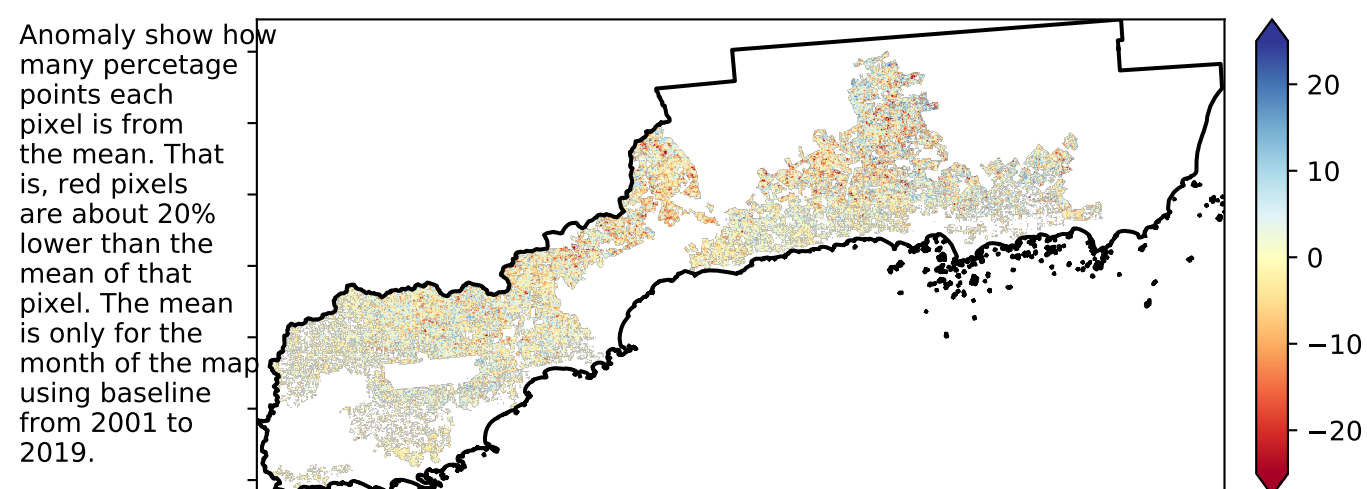 Anomaly show how
many percetage
points each
pixel is from
the mean. That
is, red pixels
are about 20%
lower than the
mean of that
pixel. The mean
is only for the
month of the map
using baseline
from 2001 to
2019.
20
10
0
−10
−20